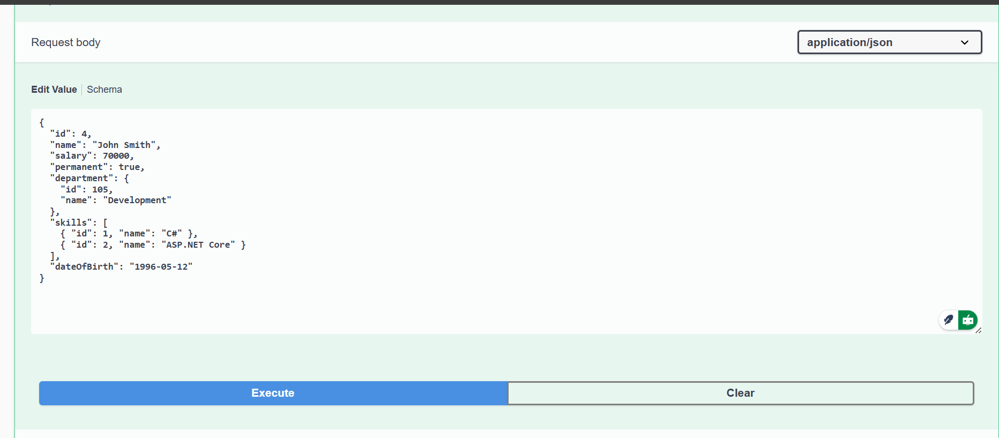 Request body
application/json
Edit Value
Schema
{
  "id": 4,
  "name": "John Smith",
  "salary": 70000,
  "permanent": true,
  "department": {
    "id": 105,
    "name": "Development"
  },
  "skills": [
    { "id": 1, "name": "C#" },
    { "id": 2, "name": "ASP.NET Core" }
  ],
  "dateOfBirth": "1996-05-12"
}
Execute
Clear